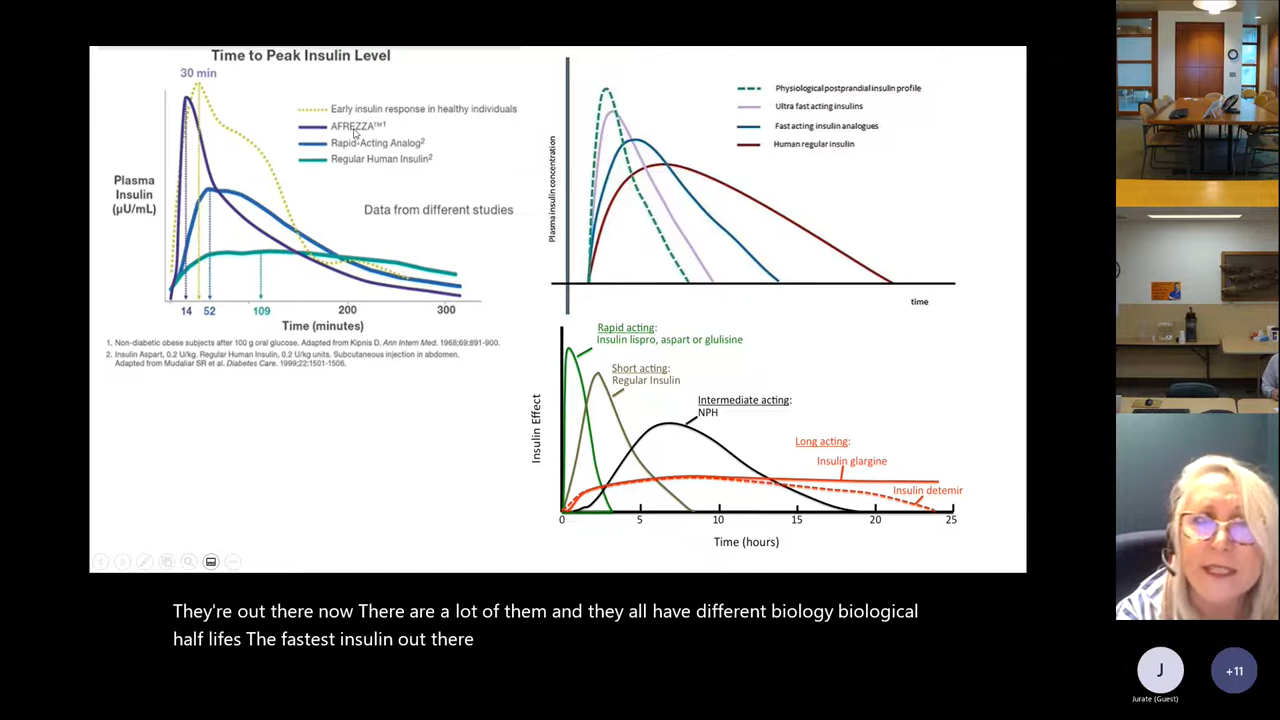 Time to Peak Insulin Level
30 min
Early insulin response in healthy individuals
AFREZZA™¹
Rapid-Acting Analog²
Regular Human Insulin²
Plasma
Insulin
(µU/mL)
Data from different studies
14 52 109 200 300
Time (minutes)
1. Non-diabetic obese subjects after 100 g oral glucose. Adapted from Kipnis D. Ann Intern Med. 1968;69:891-900.
2. Insulin Aspart, 0.2 U/kg. Regular Human Insulin, 0.2 U/kg units. Subcutaneous injection in abdomen.
Adapted from Mudaliar SR et al. Diabetes Care. 1999;22:1501-1506.
Physiological postprandial insulin profile
Ultra fast acting insulins
Fast acting insulin analogues
Human regular insulin
Plasma insulin concentration
time
Rapid acting:
Insulin lispro, aspart or glulisine
Short acting:
Regular Insulin
Intermediate acting:
NPH
Long acting:
Insulin glargine
Insulin detemir
Insulin Effect
0 5 10 15 20 25
Time (hours)
They're out there now There are a lot of them and they all have different biology biological
half lifes The fastest insulin out there
J
+11
Jurate (Guest)